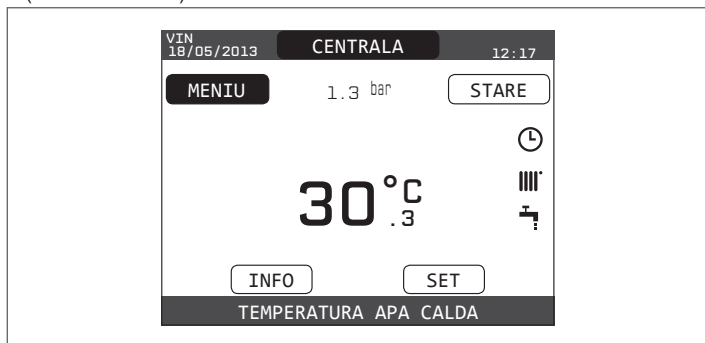 VIN
18/05/2013 CENTRALA 12:17
MENIU 1.3 bar STARE
30.3°C
INFO SET
TEMPERATURA APA CALDA